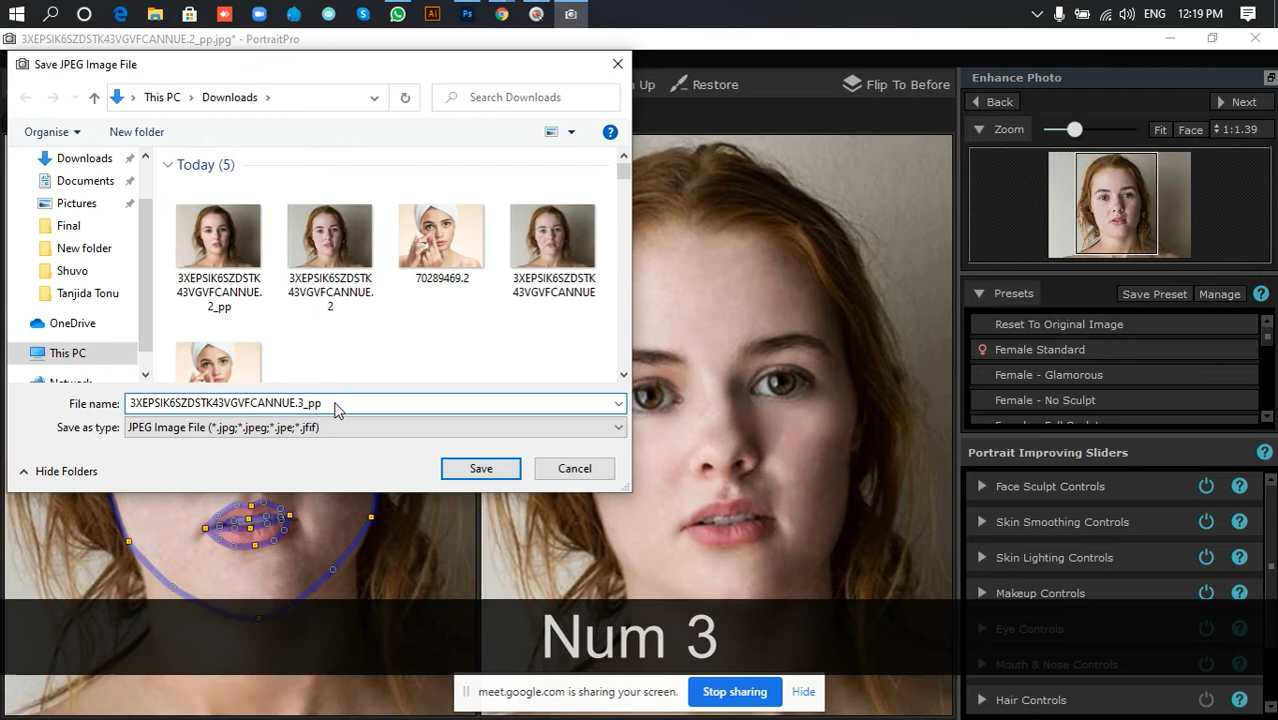 ENG 12:19 PM
3XEPSIK6SZDSTK43VGVFCANNUE.2_pp.jpg* - PortraitPro
Save JPEG Image File
This PC > Downloads >
Search Downloads
Organise
New folder
Downloads
Documents
Pictures
Final
New folder
Shuvo
Tanjida Tonu
OneDrive
This PC
Today (5)
3XEPSIK6SZDSTK
43VGVFCANNUE.
2_pp
3XEPSIK6SZDSTK
43VGVFCANNUE.
2
70289469.2
3XEPSIK6SZDSTK
43VGVFCANNUE
File name: 3XEPSIK6SZDSTK43VGVFCANNUE.3_pp
Save as type: JPEG Image File (*.jpg;*.jpeg;*.jpe;*.jfif)
Hide Folders
Save
Cancel
Up
Restore
Flip To Before
Enhance Photo
Back
Next
Zoom
Fit
Face
1:1.39
Presets
Save Preset
Manage
Reset To Original Image
Female Standard
Female - Glamorous
Female - No Sculpt
Portrait Improving Sliders
Face Sculpt Controls
Skin Smoothing Controls
Skin Lighting Controls
Makeup Controls
Eye Controls
Mouth & Nose Controls
Hair Controls
Num 3
meet.google.com is sharing your screen.
Stop sharing
Hide